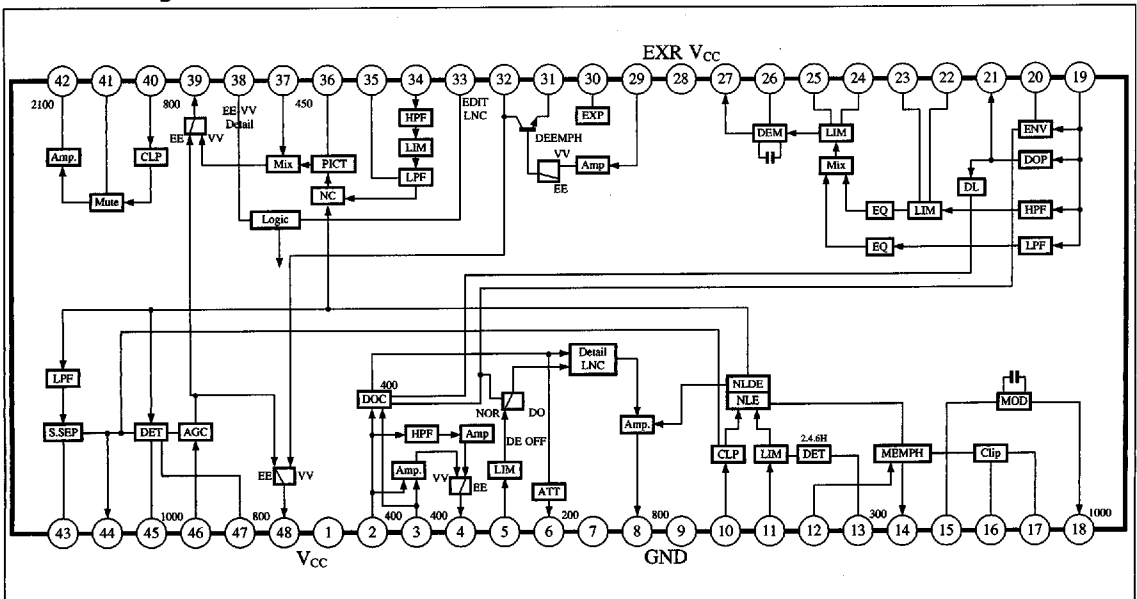 EXR VCC
42 41 40 39 38 37 36 35 34 33 32 31 30 29 28 27 26 25 24 23 22 21 20 19
2100 800 EE·VV Detail 450 EDIT LNC
HPF EXP ENV
EE VV DEEMPH DEM LIM
Amp. CLP LIM VV Amp DOP
Mix PICT Mix
LPF EE DL
Mute NC
EQ LIM HPF
Logic
EQ LPF
Detail LNC
LPF 400 NLDE
DOC NOR DO NLE MOD
S.SEP DET AGC HPF Amp DE OFF Amp. 2.4.6H
CLP LIM DET MEMPH Clip
EE VV Amp. VV EE LIM
ATT
1000 800 400 400 200 800 300 1000
43 44 45 46 47 48 1 2 3 4 5 6 7 8 9 10 11 12 13 14 15 16 17 18
VCC GND